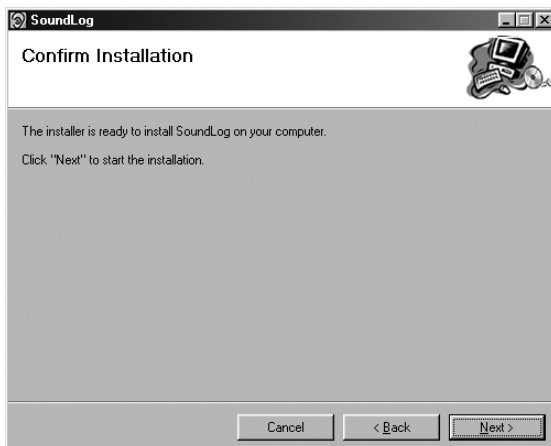 SoundLog
Confirm Installation
The installer is ready to install SoundLog on your computer.
Click "Next" to start the installation.
Cancel
< Back
Next >